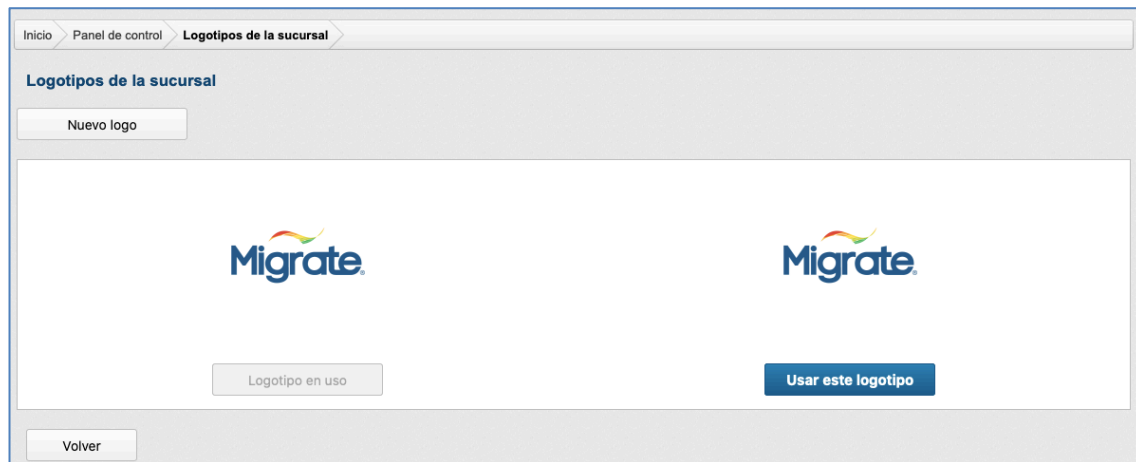 Inicio Panel de control Logotipos de la sucursal
Logotipos de la sucursal
Nuevo logo
Migrate® Migrate®
Logotipo en uso Usar este logotipo
Volver